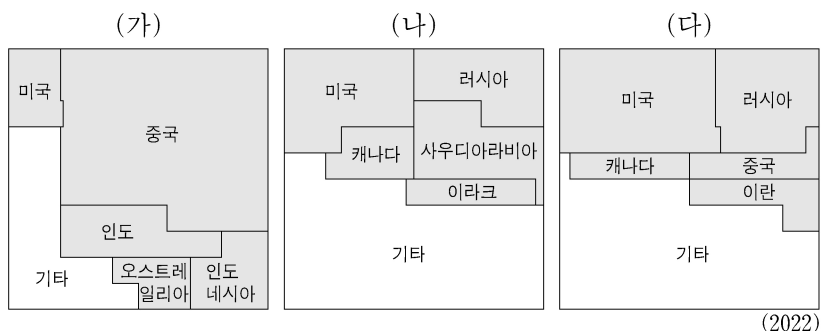 (가)
(나)
(다)
미국
중국
인도
오스트레
일리아
인도
네시아
기타
미국
러시아
캐나다
사우디아라비아
이라크
기타
미국
러시아
캐나다
중국
이란
기타
(2022)